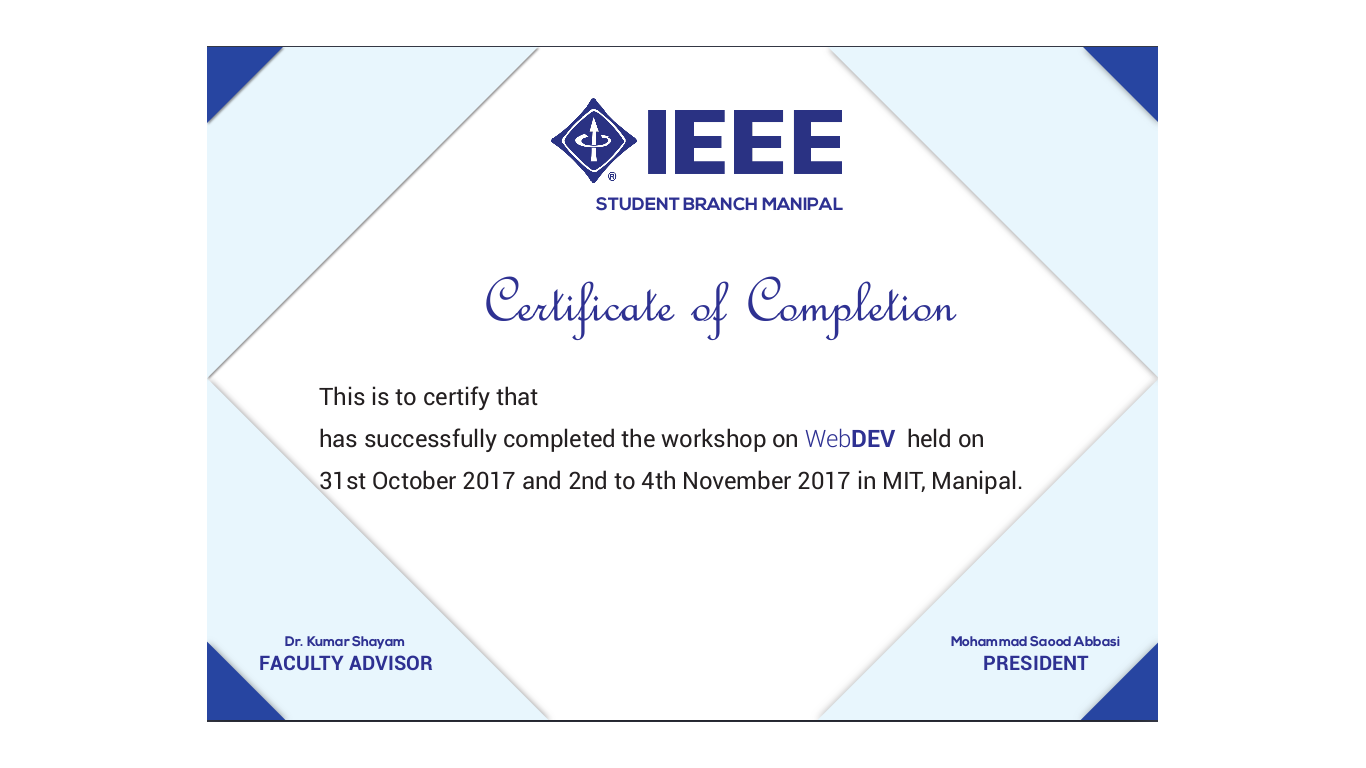 IEEE
®
STUDENT BRANCH MANIPAL
Certificate of Completion
This is to certify that
has successfully completed the workshop on WebDEV held on
31st October 2017 and 2nd to 4th November 2017 in MIT, Manipal.
Dr. Kumar Shayam
FACULTY ADVISOR
Mohammad Saood Abbasi
PRESIDENT